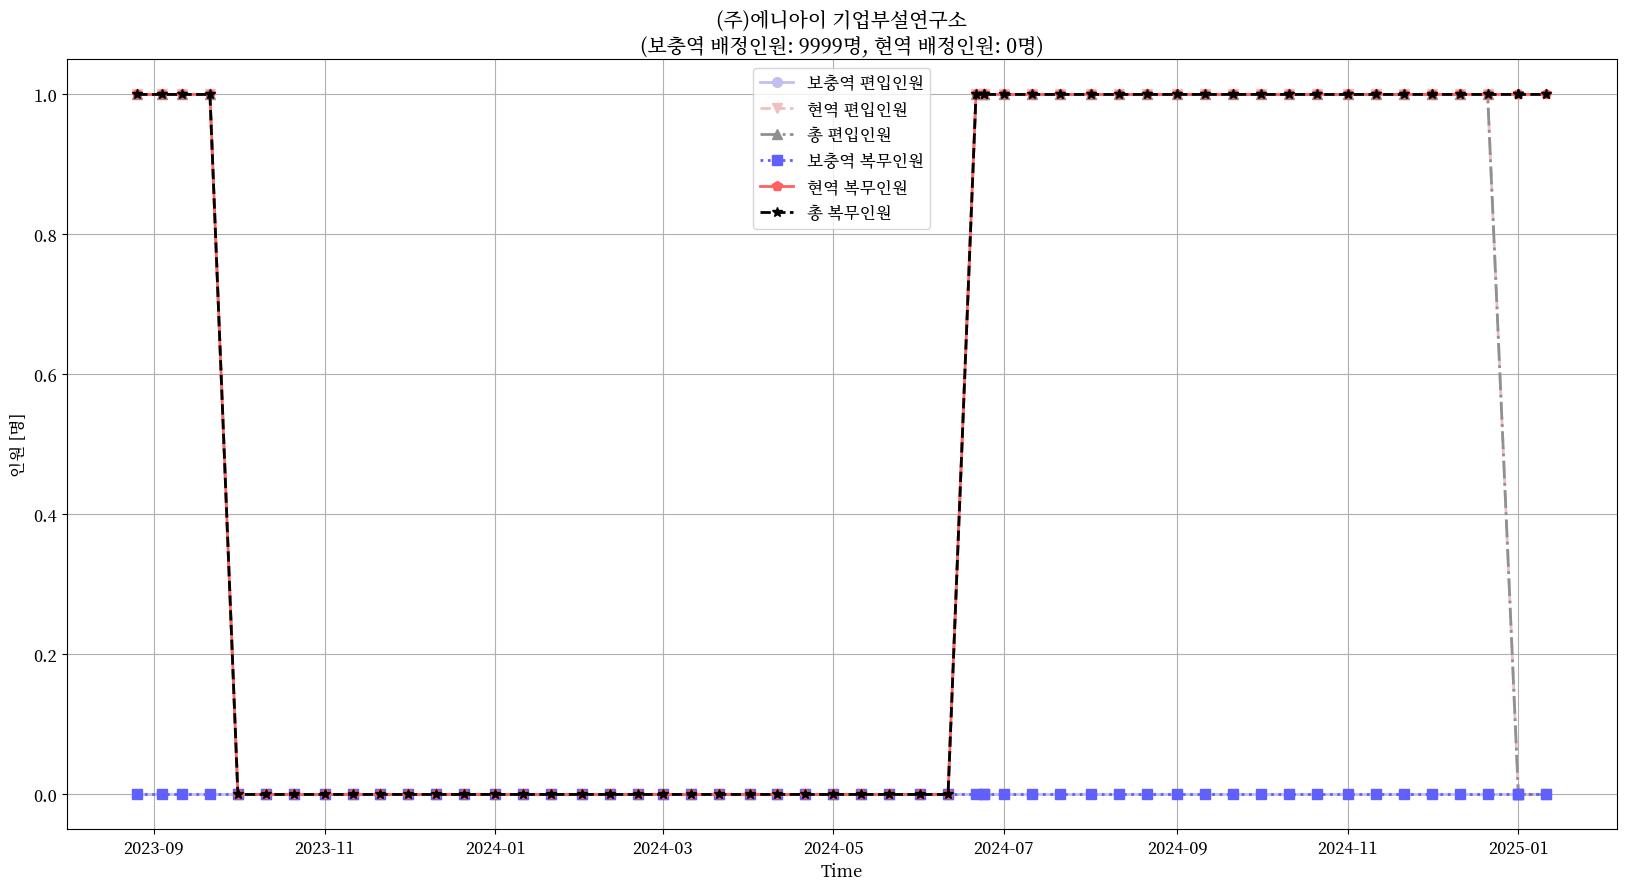 (주)에니아이 기업부설연구소
(보충역 배정인원: 9999명, 현역 배정인원: 0명)
보충역 편입인원
현역 편입인원
총 편입인원
보충역 복무인원
현역 복무인원
총 복무인원
1.0
0.8
0.6
0.4
0.2
0.0
인원 [명]
2023-09
2023-11
2024-01
2024-03
2024-05
2024-07
2024-09
2024-11
2025-01
Time